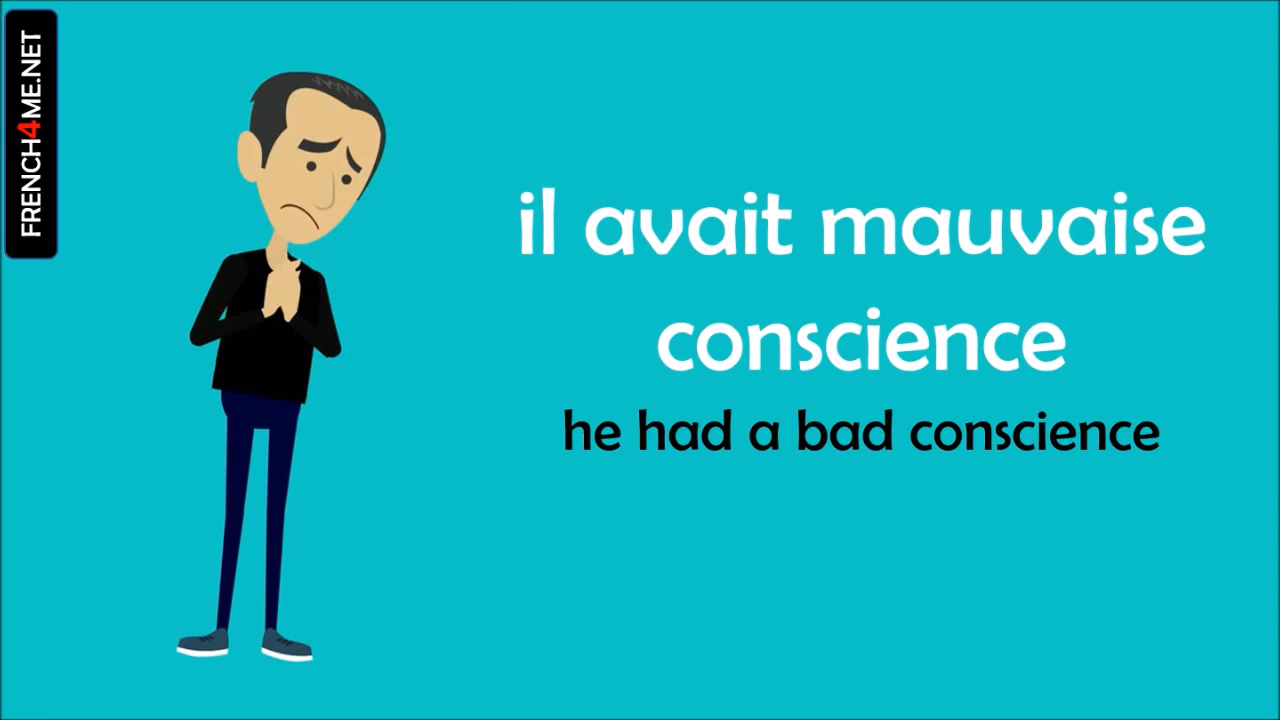 FRENCH4ME.NET
il avait mauvaise
conscience
he had a bad conscience